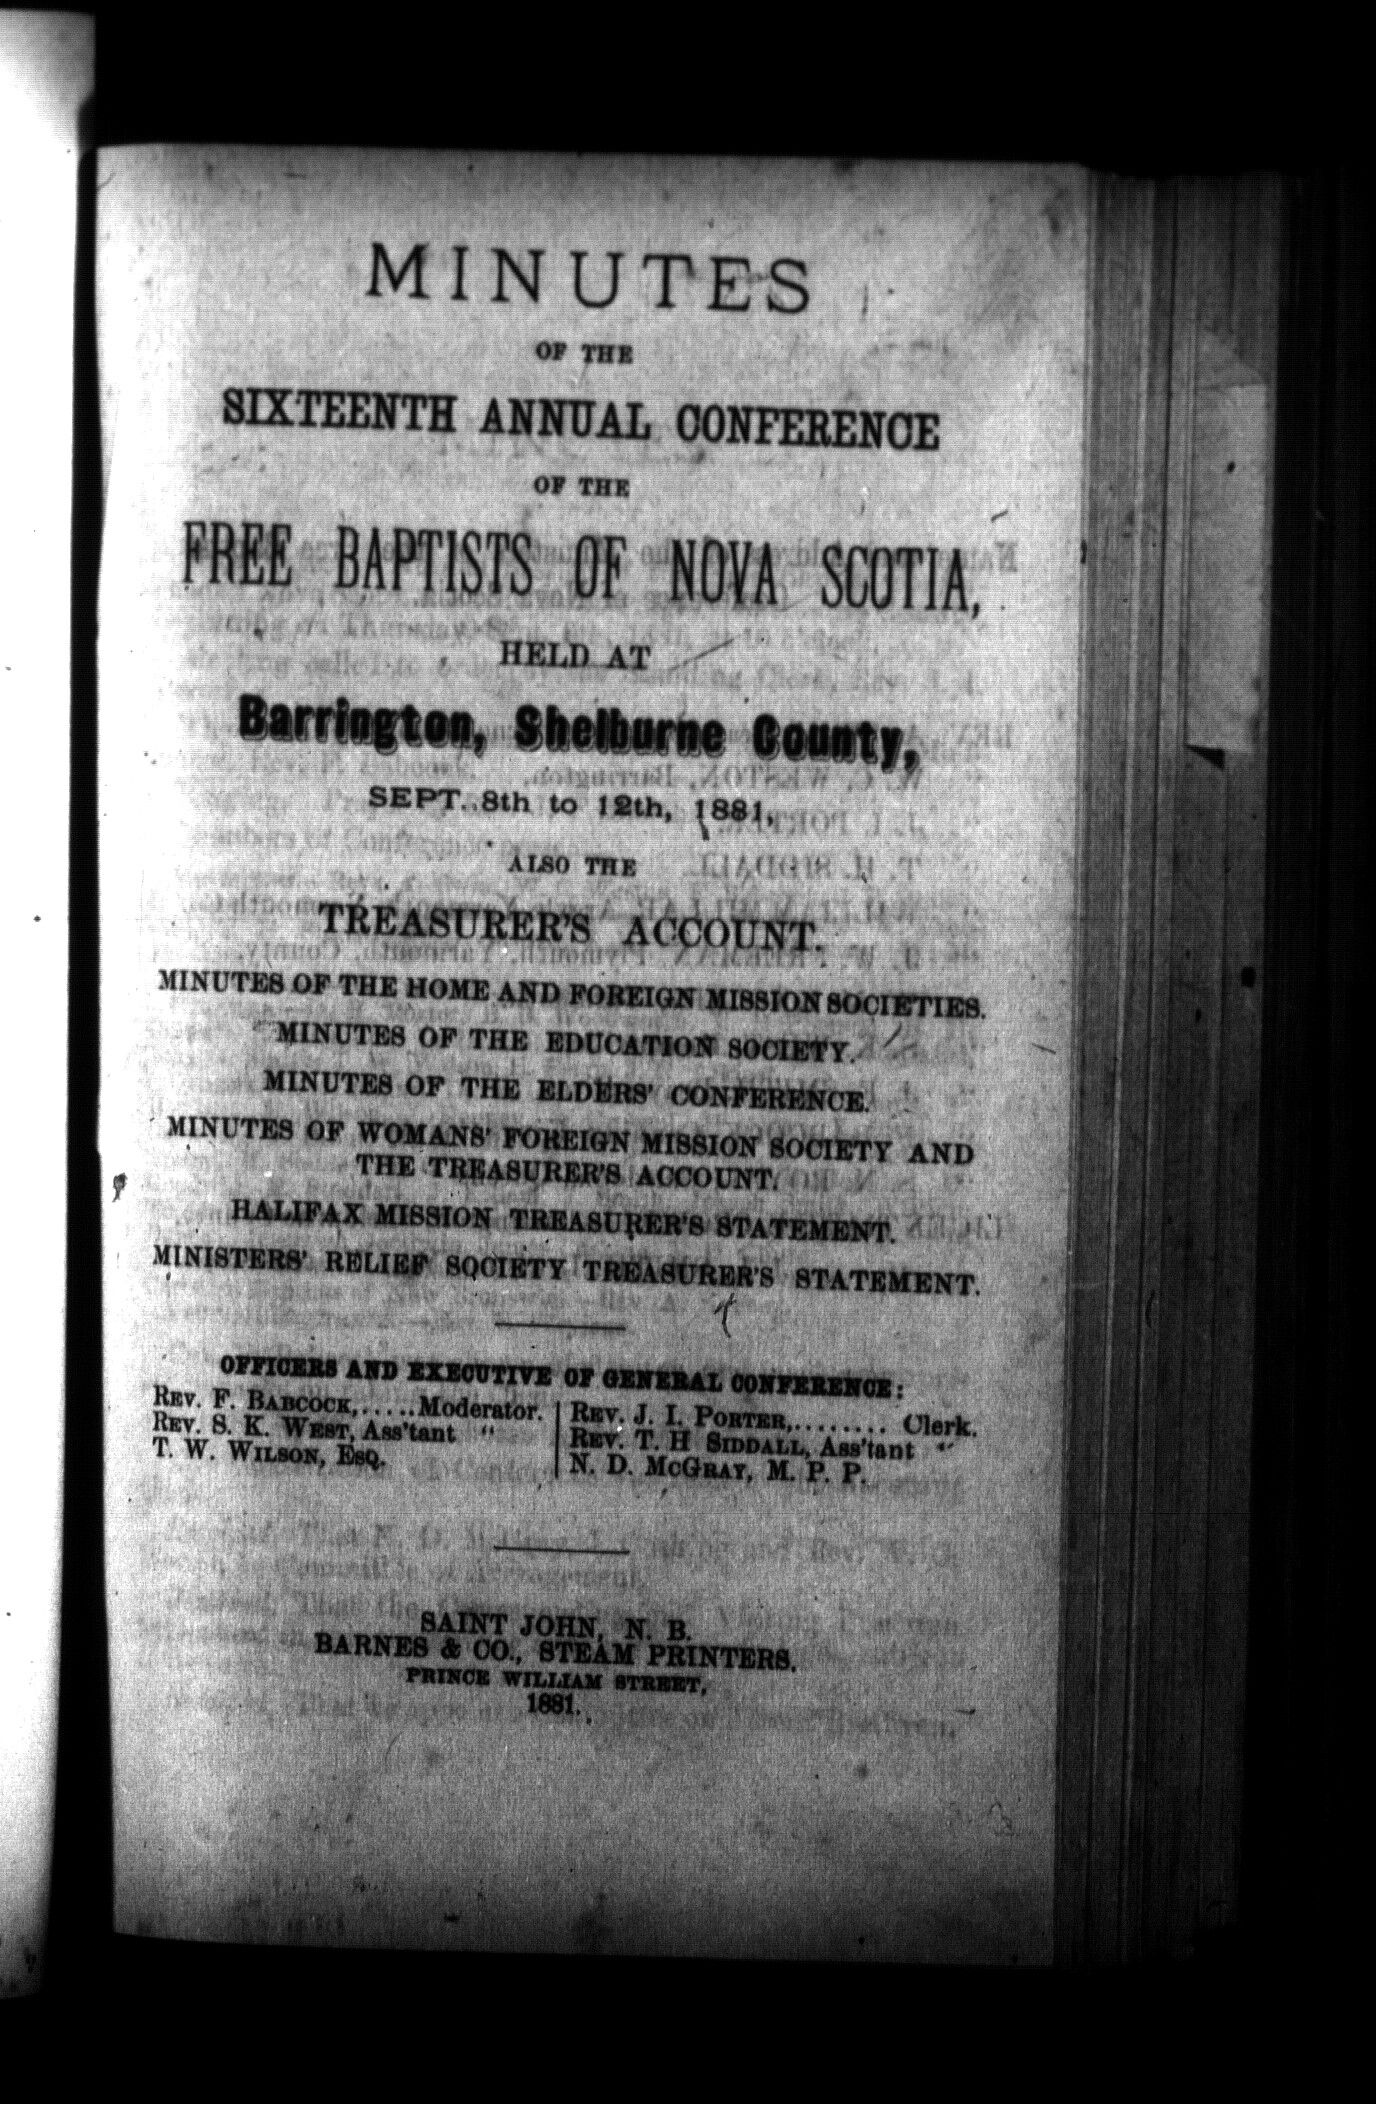 MINUTES
OF THE
SIXTEENTH ANNUAL CONFERENCE
OF THE
FREE BAPTISTS OF NOVA SCOTIA,
HELD AT
Barrington, Shelburne County,
SEPT. 8th to 12th, 1881,
ALSO THE
TREASURER'S ACCOUNT.
MINUTES OF THE HOME AND FOREIGN MISSION SOCIETIES.
MINUTES OF THE EDUCATION SOCIETY.
MINUTES OF THE ELDERS' CONFERENCE.
MINUTES OF WOMANS' FOREIGN MISSION SOCIETY AND
THE TREASURER'S ACCOUNT.
HALIFAX MISSION TREASURER'S STATEMENT.
MINISTERS' RELIEF SOCIETY TREASURER'S STATEMENT.
OFFICERS AND EXECUTIVE OF GENERAL CONFERENCE:
REV. F. BABCOCK,......Moderator.
REV. S. K. WEST, Ass'tant "
T. W. WILSON, ESQ.
REV. J. I. PORTER,......... Clerk.
REV. T. H SIDDALL, Ass'tant "
N. D. MCGRAY, M. P. P.
SAINT JOHN, N. B.
BARNES & CO., STEAM PRINTERS.
PRINCE WILLIAM STREET,
1881.